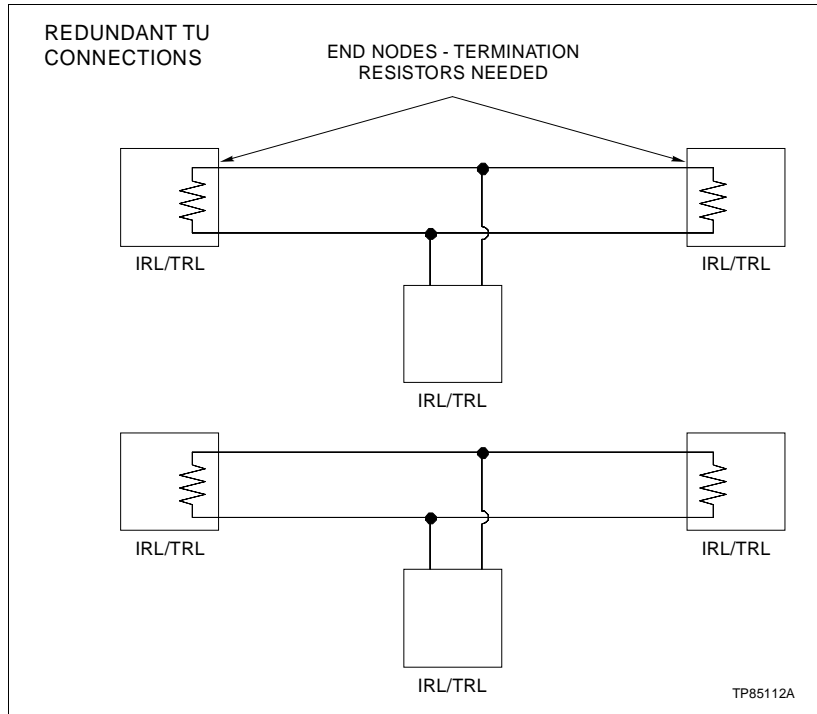 REDUNDANT TU
CONNECTIONS
END NODES - TERMINATION
RESISTORS NEEDED
IRL/TRL
IRL/TRL
IRL/TRL
IRL/TRL
IRL/TRL
IRL/TRL
TP85112A